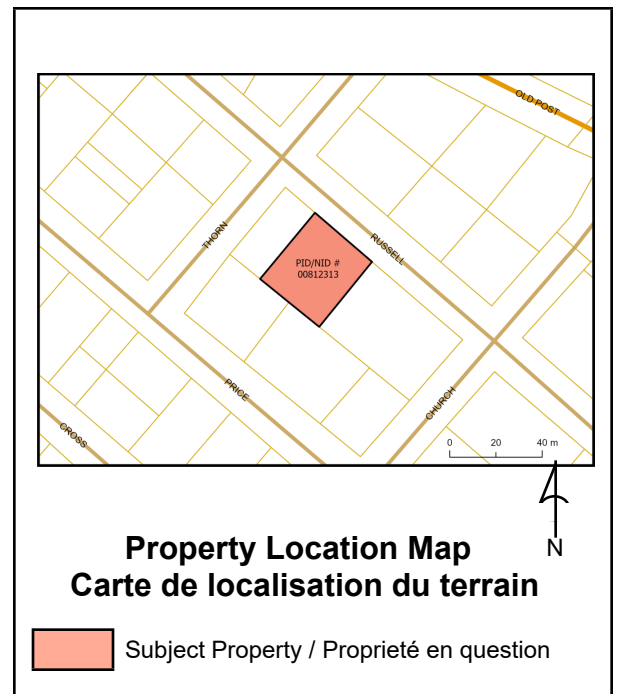 OLD POST
THORN
RUSSELL
PID/NID #
00812313
PRICE
CHURCH
CROSS
0 20 40 m
N
Property Location Map
Carte de localisation du terrain
Subject Property / Proprieté en question